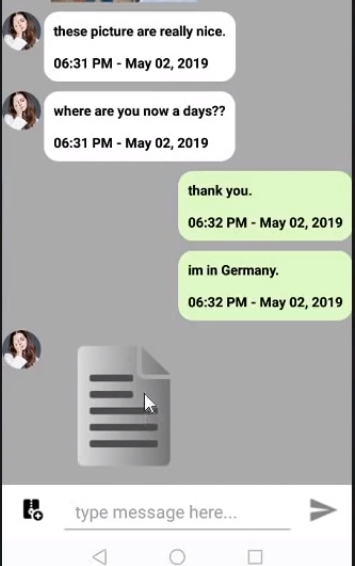 these picture are really nice.
06:31 PM - May 02, 2019
where are you now a days??
06:31 PM - May 02, 2019
thank you.
06:32 PM - May 02, 2019
im in Germany.
06:32 PM - May 02, 2019
type message here...